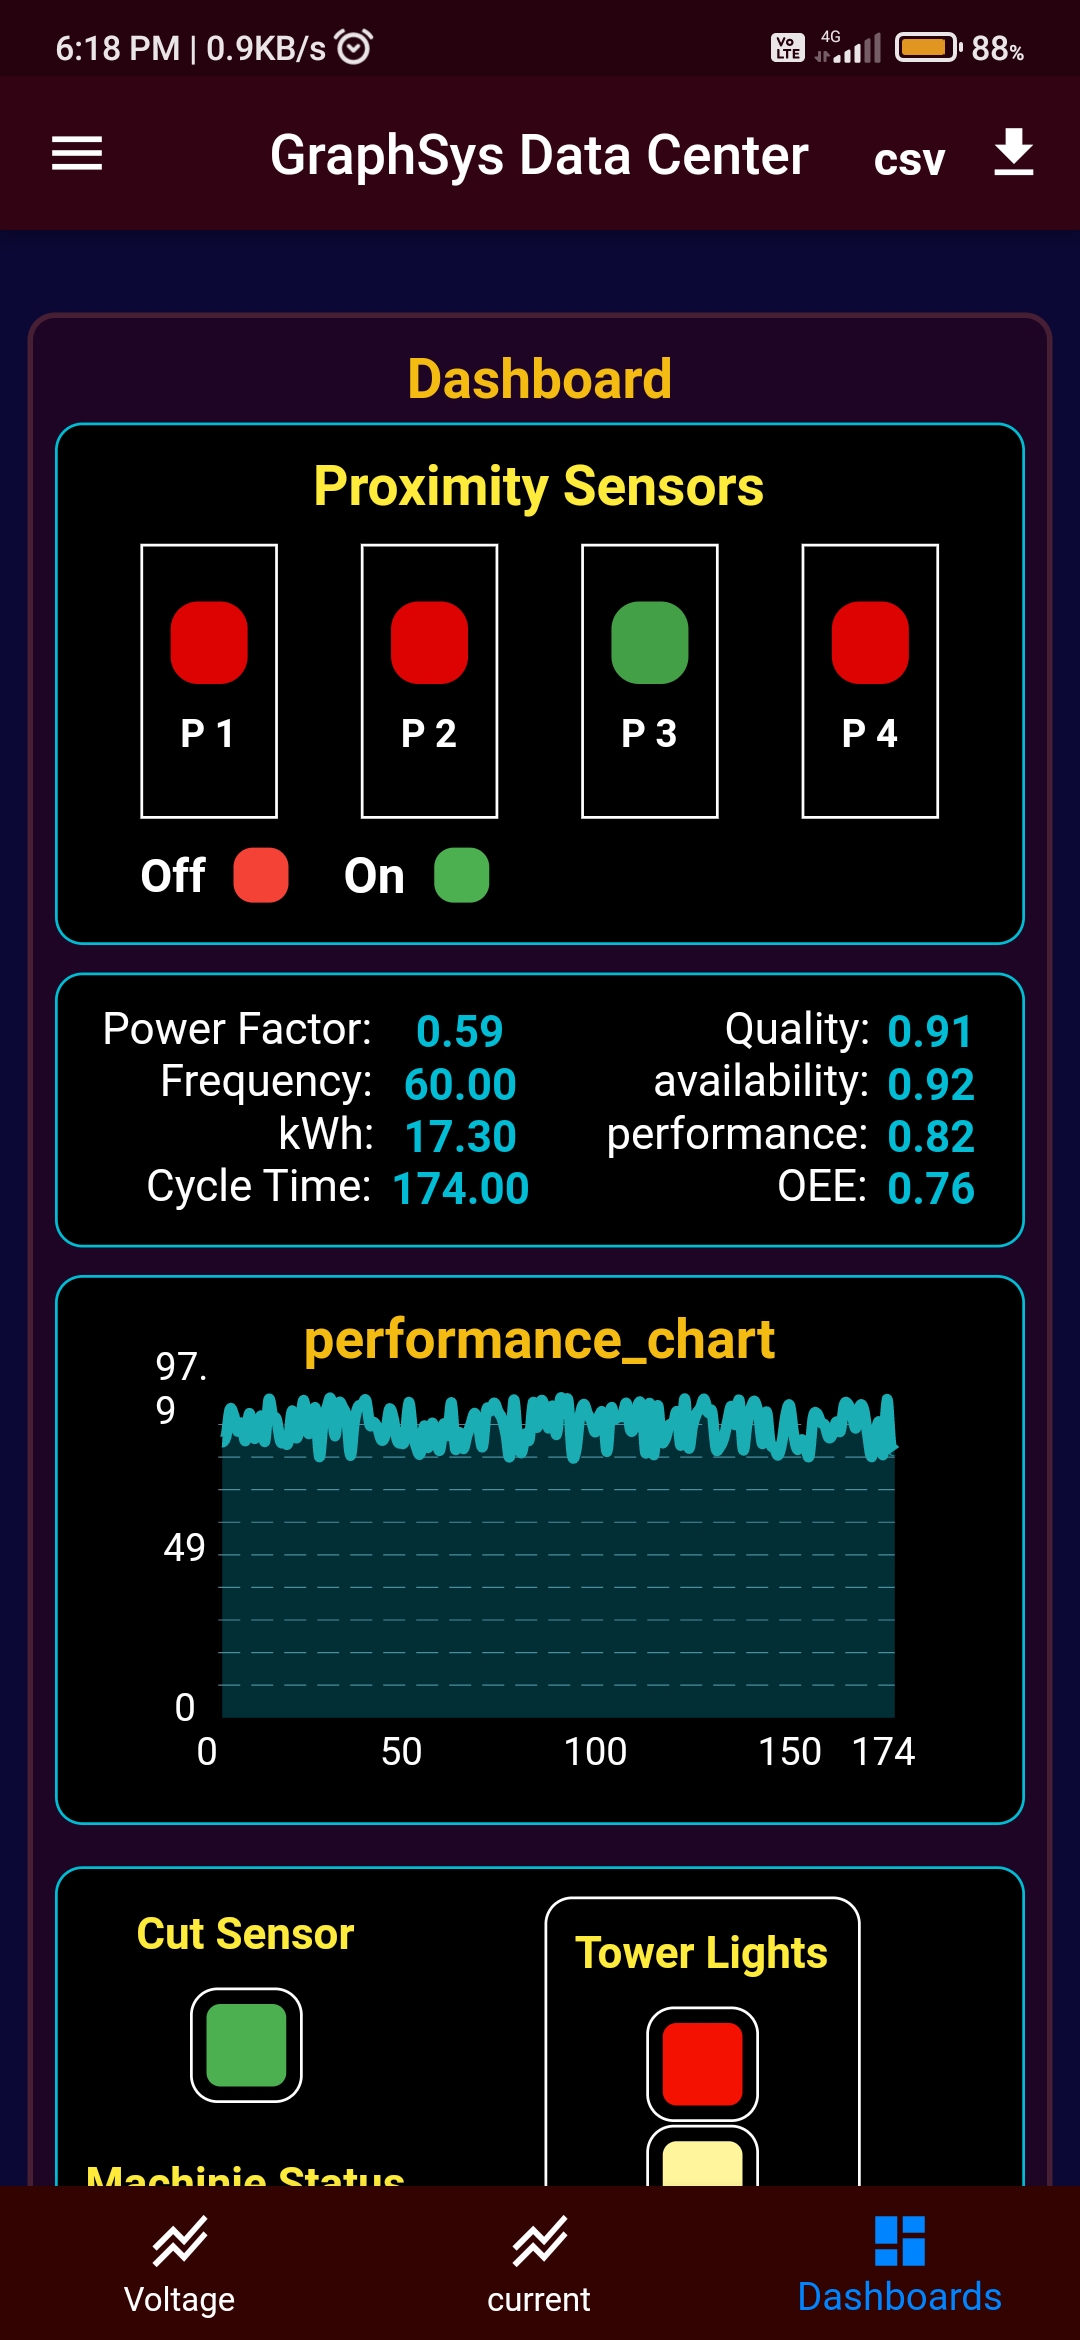 6:18 PM | 0.9KB/s Vo LTE 4G 88%
GraphSys Data Center csv
Dashboard
Proximity Sensors
P 1 P 2 P 3 P 4
Off On
Power Factor: 0.59 Quality: 0.91
Frequency: 60.00 availability: 0.92
kWh: 17.30 performance: 0.82
Cycle Time: 174.00 OEE: 0.76
performance_chart
97.
9
49
0
0 50 100 150 174
Cut Sensor
Tower Lights
Machinie Status
Voltage current Dashboards